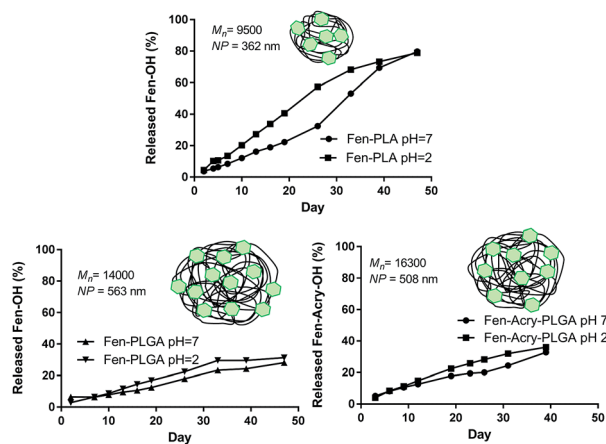 Released Fen-OH (%)
100
80
60
40
20
0
Mn= 9500
NP = 362 nm
Fen-PLA pH=7
Fen-PLA pH=2
0
10
20
30
40
50
Day
Released Fen-OH (%)
100
80
60
40
20
0
Mn= 14000
NP = 563 nm
Fen-PLGA pH=7
Fen-PLGA pH=2
0
10
20
30
40
50
Day
Released Fen-Acry-OH (%)
100
80
60
40
20
0
Mn= 16300
NP = 508 nm
Fen-Acry-PLGA pH 7
Fen-Acry-PLGA pH 2
0
10
20
30
40
50
Day